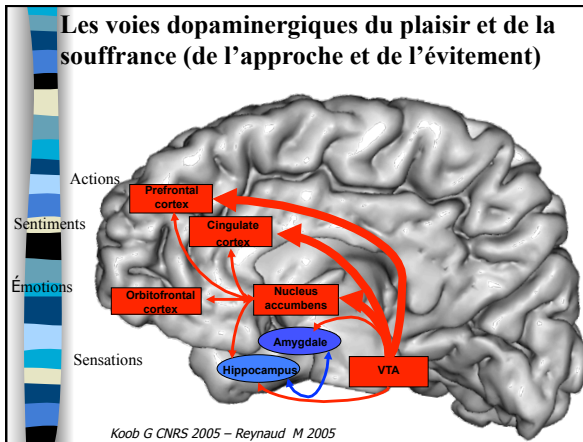 Les voies dopaminergiques du plaisir et de la
souffrance (de l’approche et de l’évitement)
Actions
Prefrontal
cortex
Sentiments
Cingulate
cortex
Émotions
Orbitofrontal
cortex
Nucleus
accumbens
Amygdale
Sensations
Hippocampus
VTA
Koob G CNRS 2005 – Reynaud M 2005